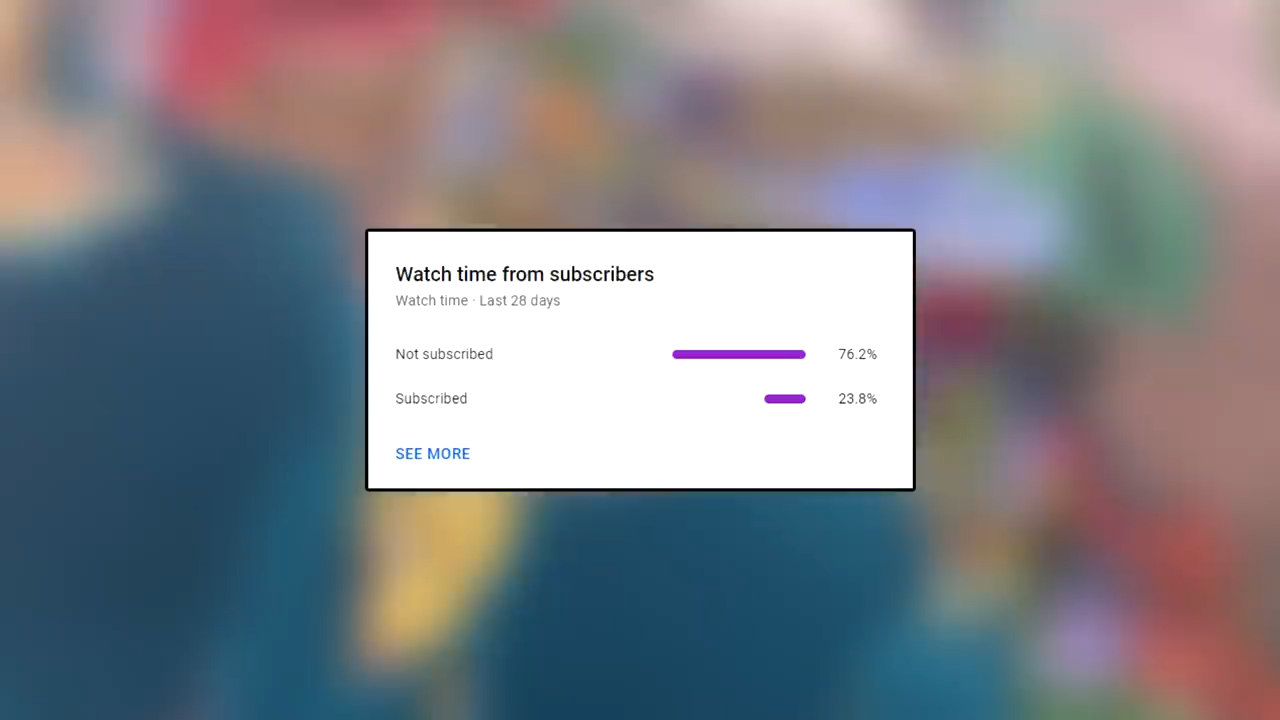 Watch time from subscribers
Watch time · Last 28 days
Not subscribed 76.2%
Subscribed 23.8%
SEE MORE